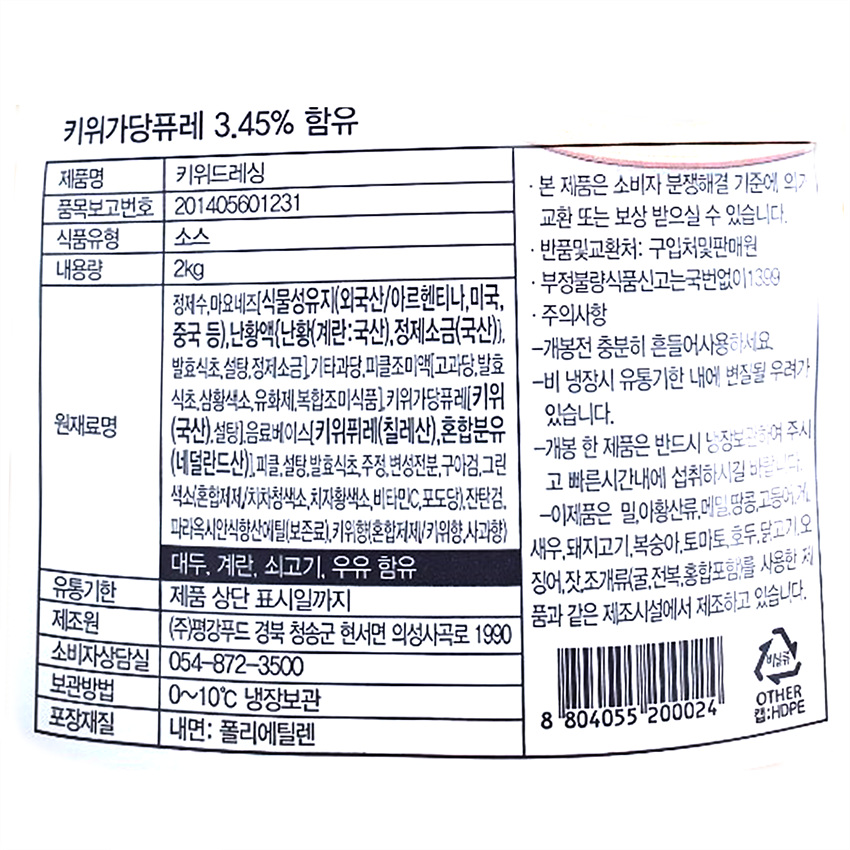 키위가당퓨레 3.45% 함유
제품명 키위드레싱
품목보고번호 201405601231
식품유형 소스
내용량 2kg
원재료명
정제수,마요네즈[식물성유지(외국산/아르헨티나,미국,
중국 등),난황액{난황(계란:국산),정제소금(국산)},
발효식초,설탕,정제소금],기타과당,피클조미액[고과당,발효
식초,심황색소,유화제,복합조미식품],키위가당퓨레[키위
(국산),설탕],음료베이스[키위퓌레(칠레산),혼합분유
(네덜란드산)],피클,설탕,발효식초,주정,변성전분,구아검,그린
색소(혼합제제/치자청색소,치자황색소,비타민C,포도당),잔탄검,
파라옥시안식향산에틸(보존료),키위향(혼합제제/키위향,사과향)
대두, 계란, 쇠고기, 우유 함유
유통기한 제품 상단 표시일까지
제조원 (주)평강푸드 경북 청송군 현서면 의성사곡로 1990
소비자상담실 054-872-3500
보관방법 0~10℃ 냉장보관
포장재질 내면: 폴리에틸렌
· 본 제품은 소비자 분쟁해결 기준에 의거
교환 또는 보상 받으실 수 있습니다.
· 반품및교환처: 구입처및판매원
· 부정불량식품신고는국번없이1399
· 주의사항
-개봉전 충분히 흔들어사용하세요.
-비 냉장시 유통기한 내에 변질될 우려가
있습니다.
-개봉 한 제품은 반드시 냉장보관하여 주시
고 빠른시간내에 섭취하시길 바랍니다.
-이제품은 밀,아황산류,메밀,땅콩,고등어,게,
새우,돼지고기,복숭아,토마토,호두,닭고기,오
징어,잣,조개류(굴,전복,홍합포함)를 사용한 제
품과 같은 제조시설에서 제조하고 있습니다.
비닐류
OTHER
캡:HDPE
8 804055 200024